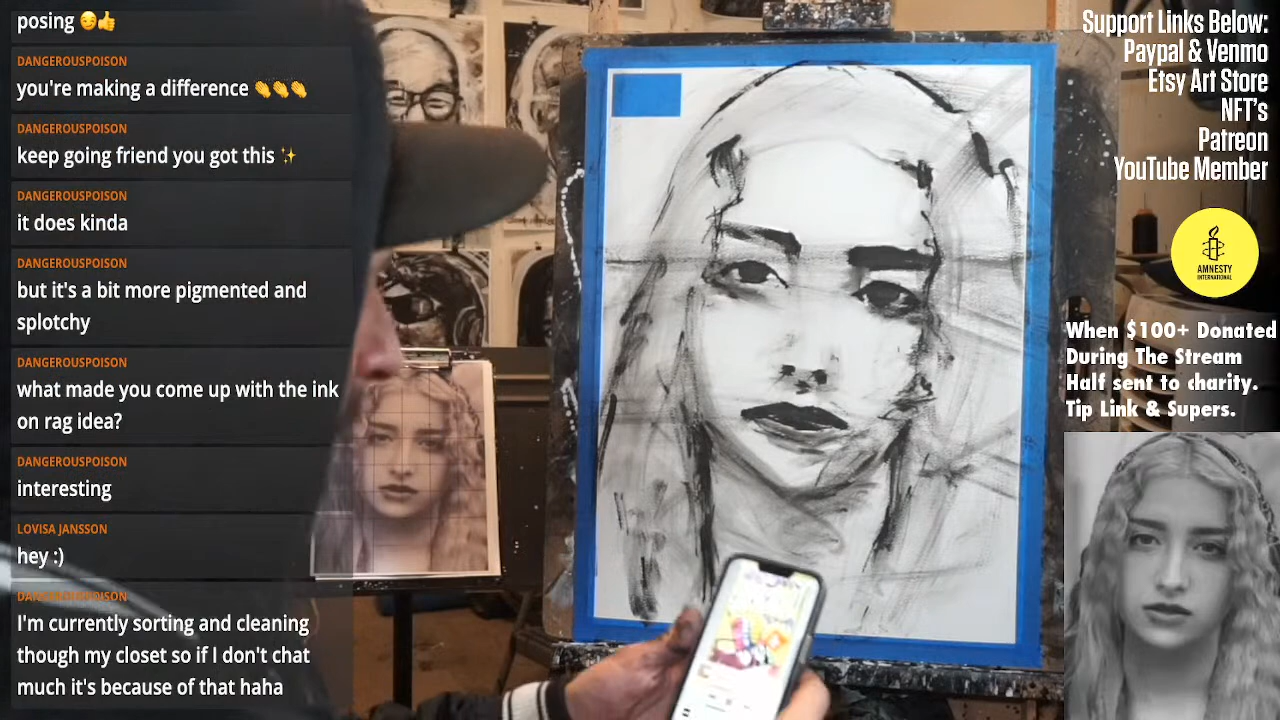 posing 😏👍
DANGEROUSPOISON
you're making a difference 👏👏👏
DANGEROUSPOISON
keep going friend you got this ✨
DANGEROUSPOISON
it does kinda
DANGEROUSPOISON
but it's a bit more pigmented and
splotchy
DANGEROUSPOISON
what made you come up with the ink
on rag idea?
DANGEROUSPOISON
interesting
LOVISA JANSSON
hey :)
DANGEROUSPOISON
I'm currently sorting and cleaning
though my closet so if I don't chat
much it's because of that haha
Support Links Below:
Paypal & Venmo
Etsy Art Store
NFT's
Patreon
YouTube Member
AMNESTY
INTERNATIONAL
When $100+ Donated
During The Stream
Half sent to charity.
Tip Link & Supers.